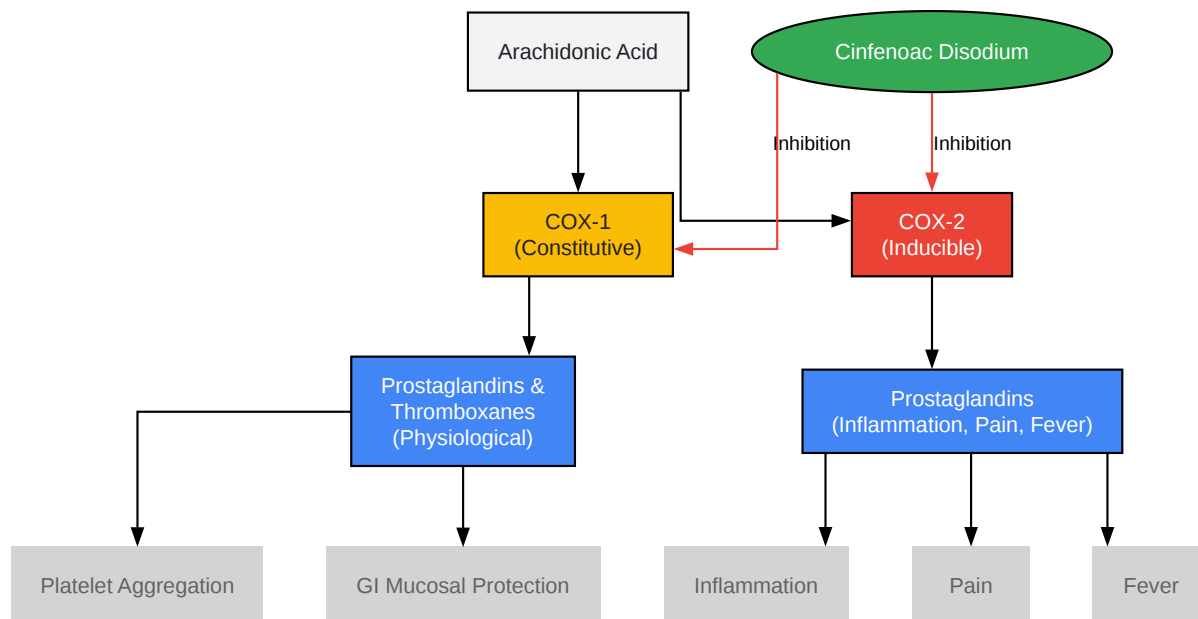 Arachidonic Acid
Cinfenoac Disodium
Inhibition
Inhibition
COX-1
(Constitutive)
COX-2
(Inducible)
Prostaglandins &
Thromboxanes
(Physiological)
Prostaglandins
(Inflammation, Pain, Fever)
Platelet Aggregation
GI Mucosal Protection
Inflammation
Pain
Fever